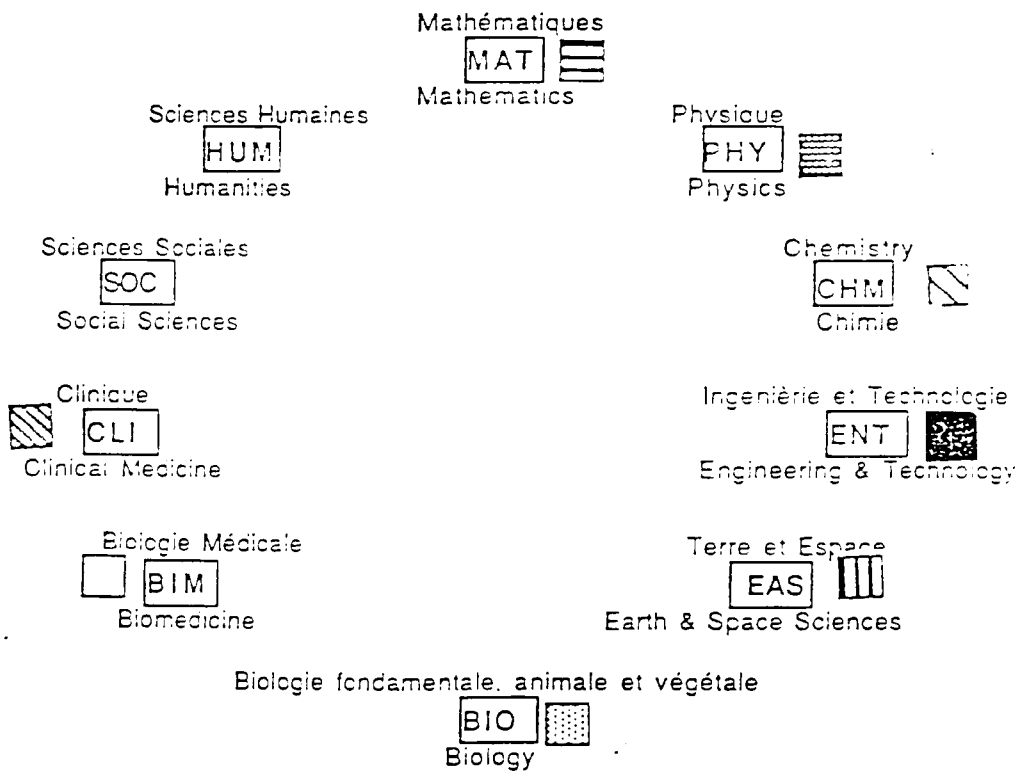 Mathématiques
MAT
Mathematics
Sciences Humaines
HUM
Humanities
Physique
PHY
Physics
Sciences Sociales
SOC
Social Sciences
Chemistry
CHM
Chimie
Clinique
CLI
Clinical Medicine
Ingenièrie et Technologie
ENT
Engineering & Technology
Biologie Médicale
BIM
Biomedicine
Terre et Espace
EAS
Earth & Space Sciences
Biologie fondamentale, animale et végétale
BIO
Biology